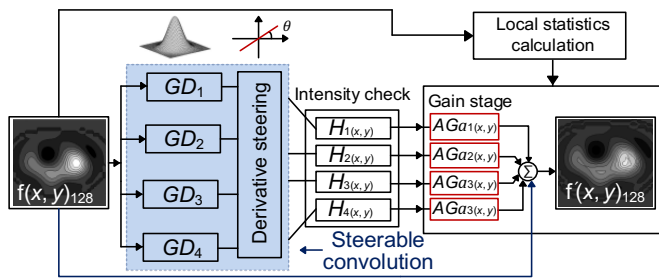 θ
Local statistics
calculation
GD1
GD2
GD3
GD4
Derivative steering
Intensity check
H1(x,y)
H2(x,y)
H3(x,y)
H4(x,y)
Gain stage
AGa1(x,y)
AGa2(x,y)
AGa3(x,y)
AGa3(x,y)
Σ
f(x, y)128
f′(x, y)128
Steerable
convolution